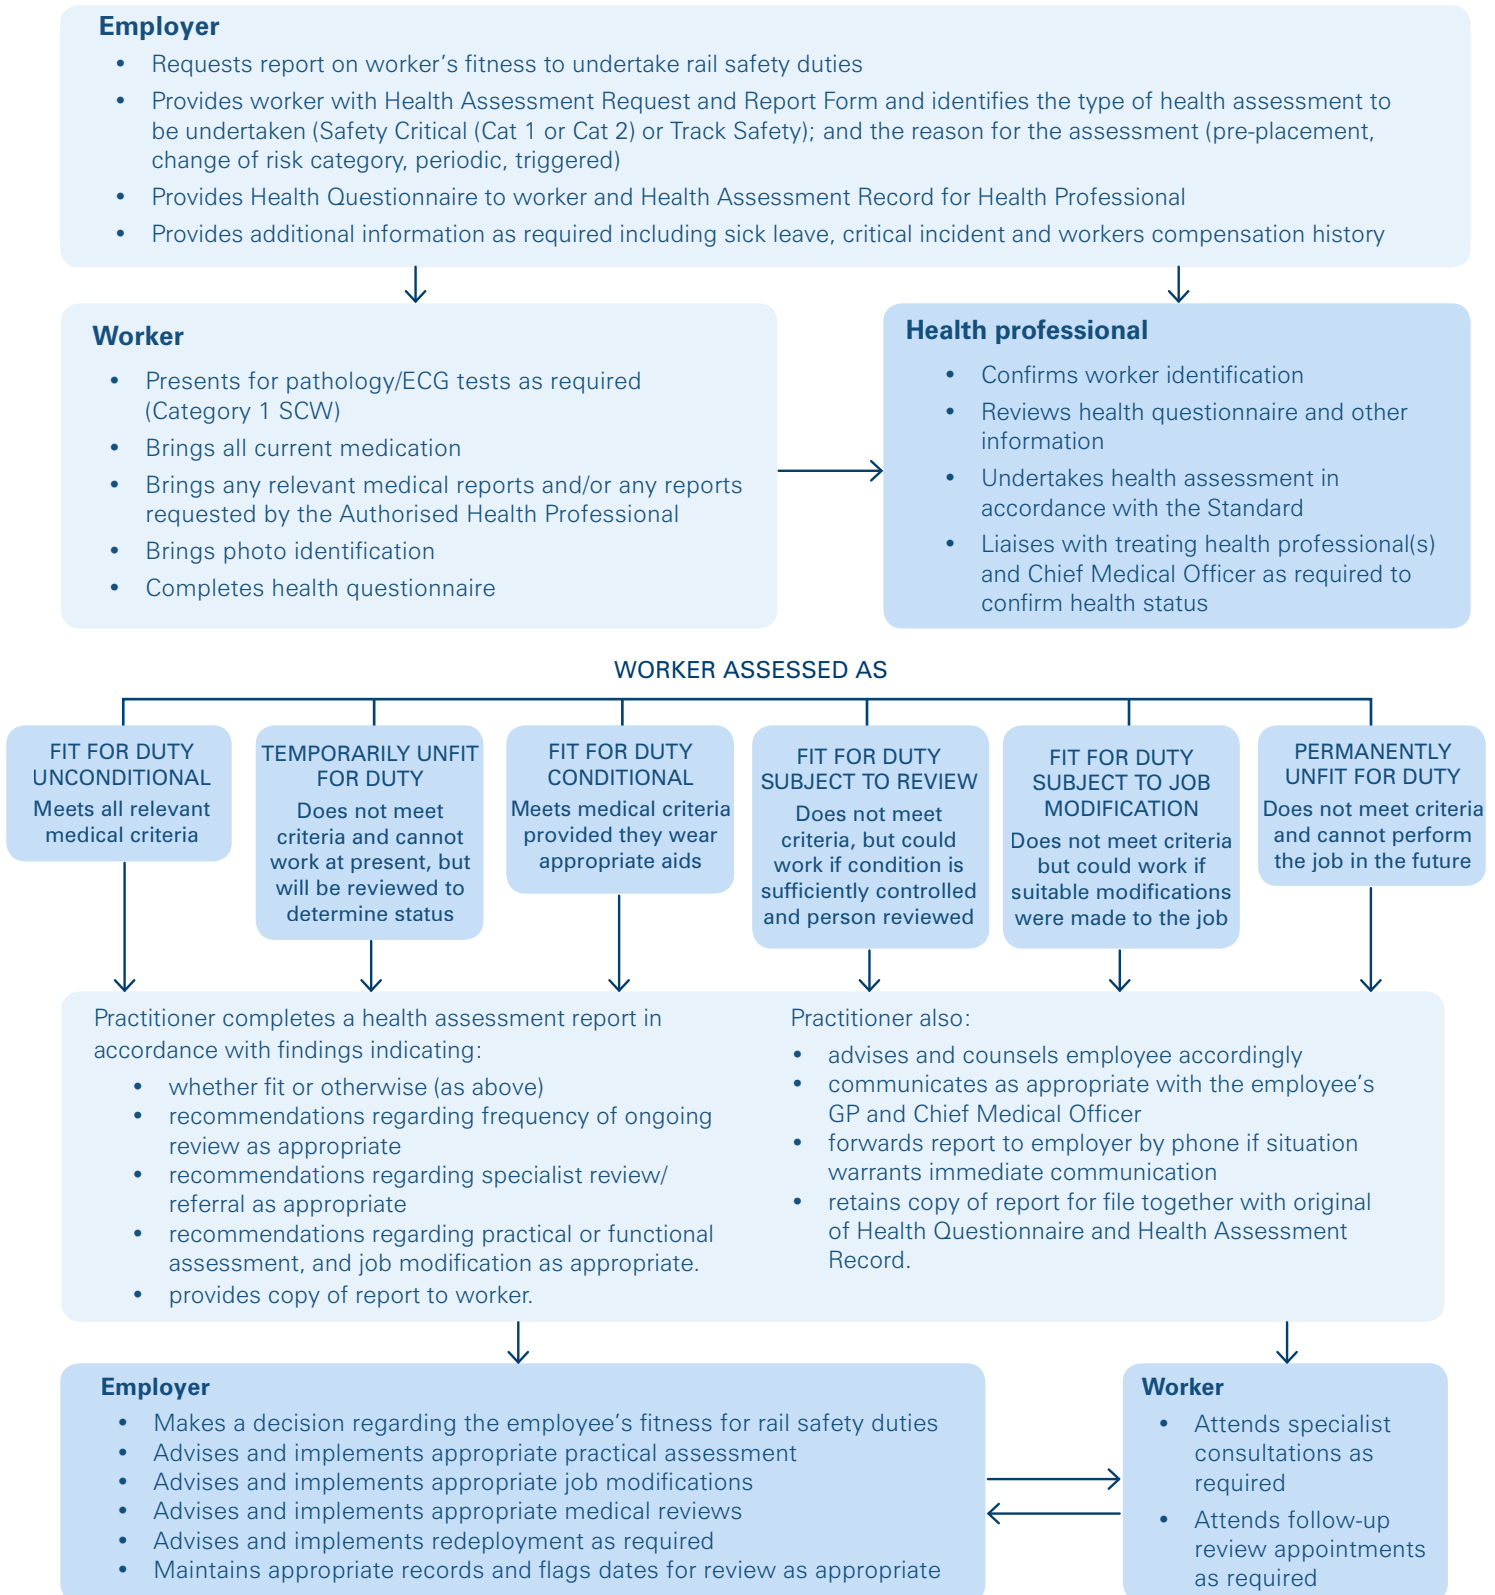 Employer
• Requests report on worker's fitness to undertake rail safety duties
• Provides worker with Health Assessment Request and Report Form and identifies the type of health assessment to
be undertaken (Safety Critical (Cat 1 or Cat 2) or Track Safety); and the reason for the assessment (pre-placement,
change of risk category, periodic, triggered)
• Provides Health Questionnaire to worker and Health Assessment Record for Health Professional
• Provides additional information as required including sick leave, critical incident and workers compensation history
Worker
• Presents for pathology/ECG tests as required
(Category 1 SCW)
• Brings all current medication
• Brings any relevant medical reports and/or any reports
requested by the Authorised Health Professional
• Brings photo identification
• Completes health questionnaire
Health professional
• Confirms worker identification
• Reviews health questionnaire and other
information
• Undertakes health assessment in
accordance with the Standard
• Liaises with treating health professional(s)
and Chief Medical Officer as required to
confirm health status
WORKER ASSESSED AS
FIT FOR DUTY
UNCONDITIONAL
Meets all relevant
medical criteria
TEMPORARILY UNFIT
FOR DUTY
Does not meet
criteria and cannot
work at present, but
will be reviewed to
determine status
FIT FOR DUTY
CONDITIONAL
Meets medical criteria
provided they wear
appropriate aids
FIT FOR DUTY
SUBJECT TO REVIEW
Does not meet
criteria, but could
work if condition is
sufficiently controlled
and person reviewed
FIT FOR DUTY
SUBJECT TO JOB
MODIFICATION
Does not meet criteria
but could work if
suitable modifications
were made to the job
PERMANENTLY
UNFIT FOR DUTY
Does not meet criteria
and cannot perform
the job in the future
Practitioner completes a health assessment report in
accordance with findings indicating:
• whether fit or otherwise (as above)
• recommendations regarding frequency of ongoing
review as appropriate
• recommendations regarding specialist review/
referral as appropriate
• recommendations regarding practical or functional
assessment, and job modification as appropriate.
• provides copy of report to worker.
Practitioner also:
• advises and counsels employee accordingly
• communicates as appropriate with the employee's
GP and Chief Medical Officer
• forwards report to employer by phone if situation
warrants immediate communication
• retains copy of report for file together with original
of Health Questionnaire and Health Assessment
Record.
Employer
• Makes a decision regarding the employee's fitness for rail safety duties
• Advises and implements appropriate practical assessment
• Advises and implements appropriate job modifications
• Advises and implements appropriate medical reviews
• Advises and implements redeployment as required
• Maintains appropriate records and flags dates for review as appropriate
Worker
• Attends specialist
consultations as
required
• Attends follow-up
review appointments
as required